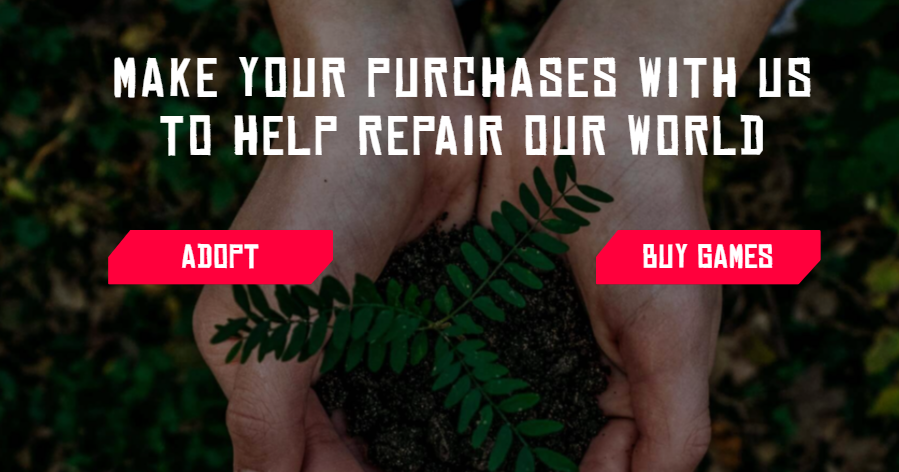 MAKE YOUR PURCHASES WITH US
TO HELP REPAIR OUR WORLD
ADOPT
BUY GAMES